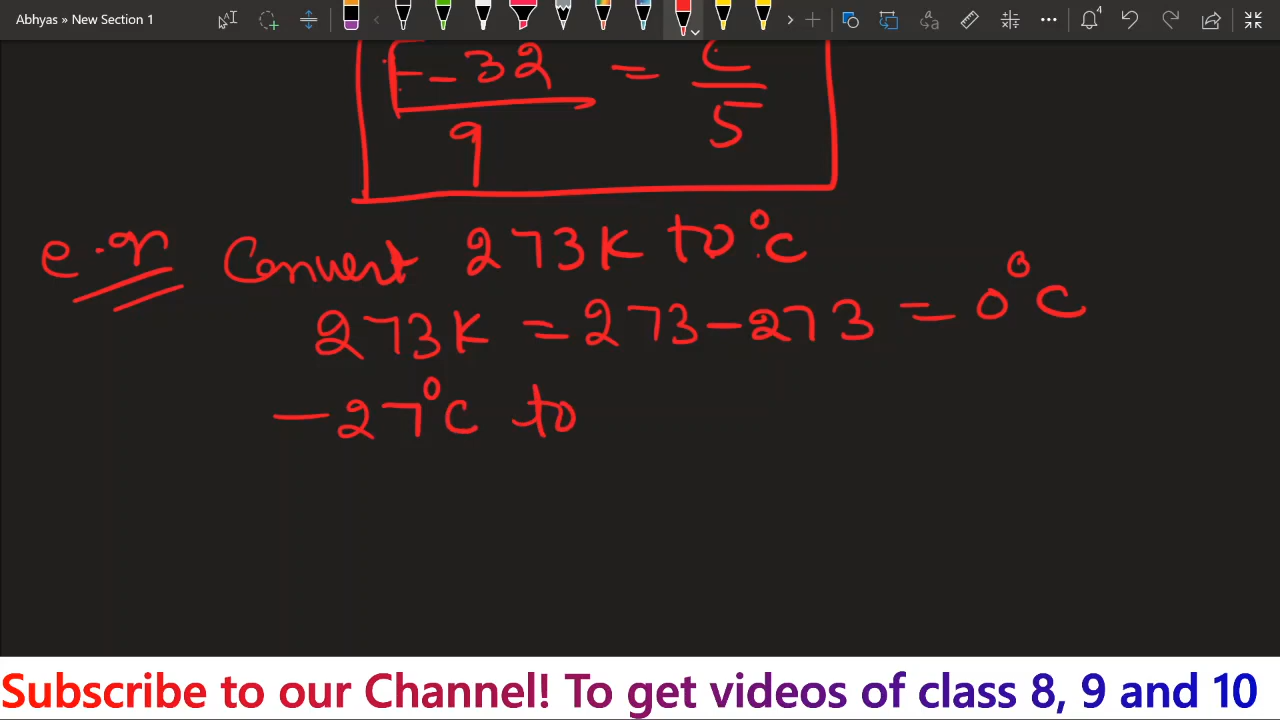 Abhyas » New Section 1
F-32 = C
9 5
e.x Convert 273K to °C
273K = 273-273 = 0°C
-27°C to
Subscribe to our Channel! To get videos of class 8, 9 and 10